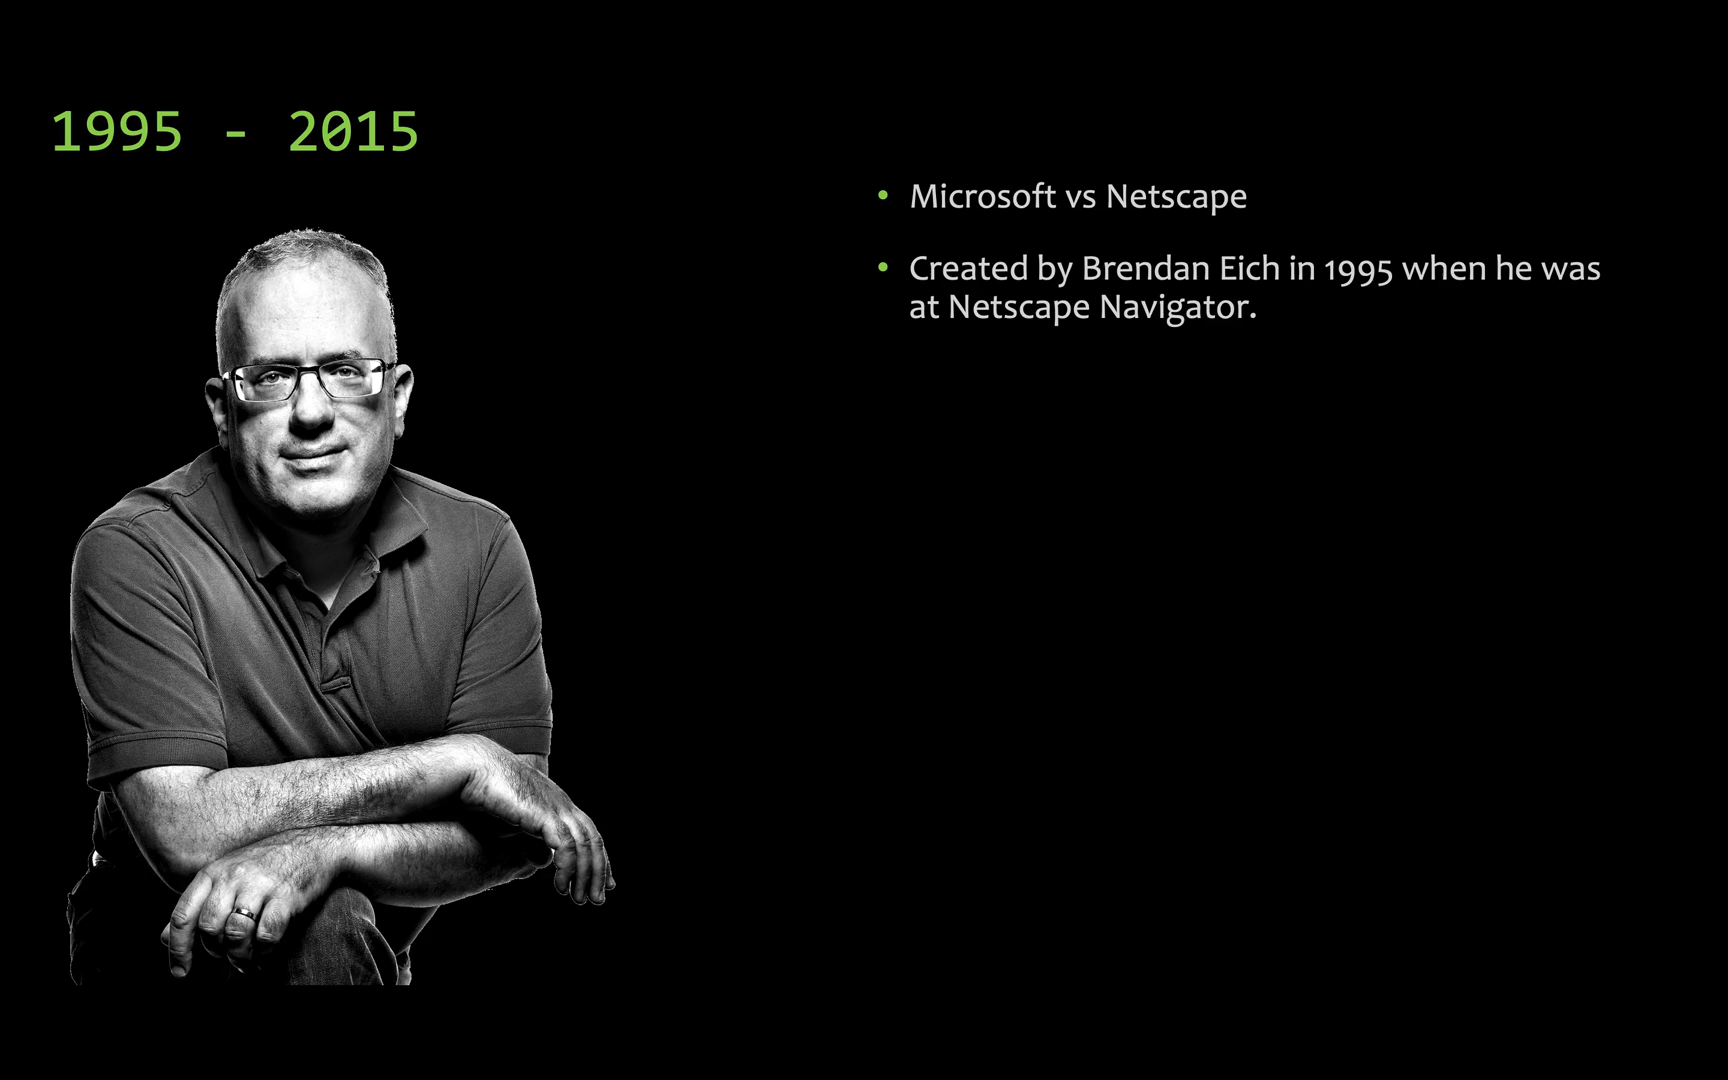 1995 - 2015
• Microsoft vs Netscape
• Created by Brendan Eich in 1995 when he was
at Netscape Navigator.